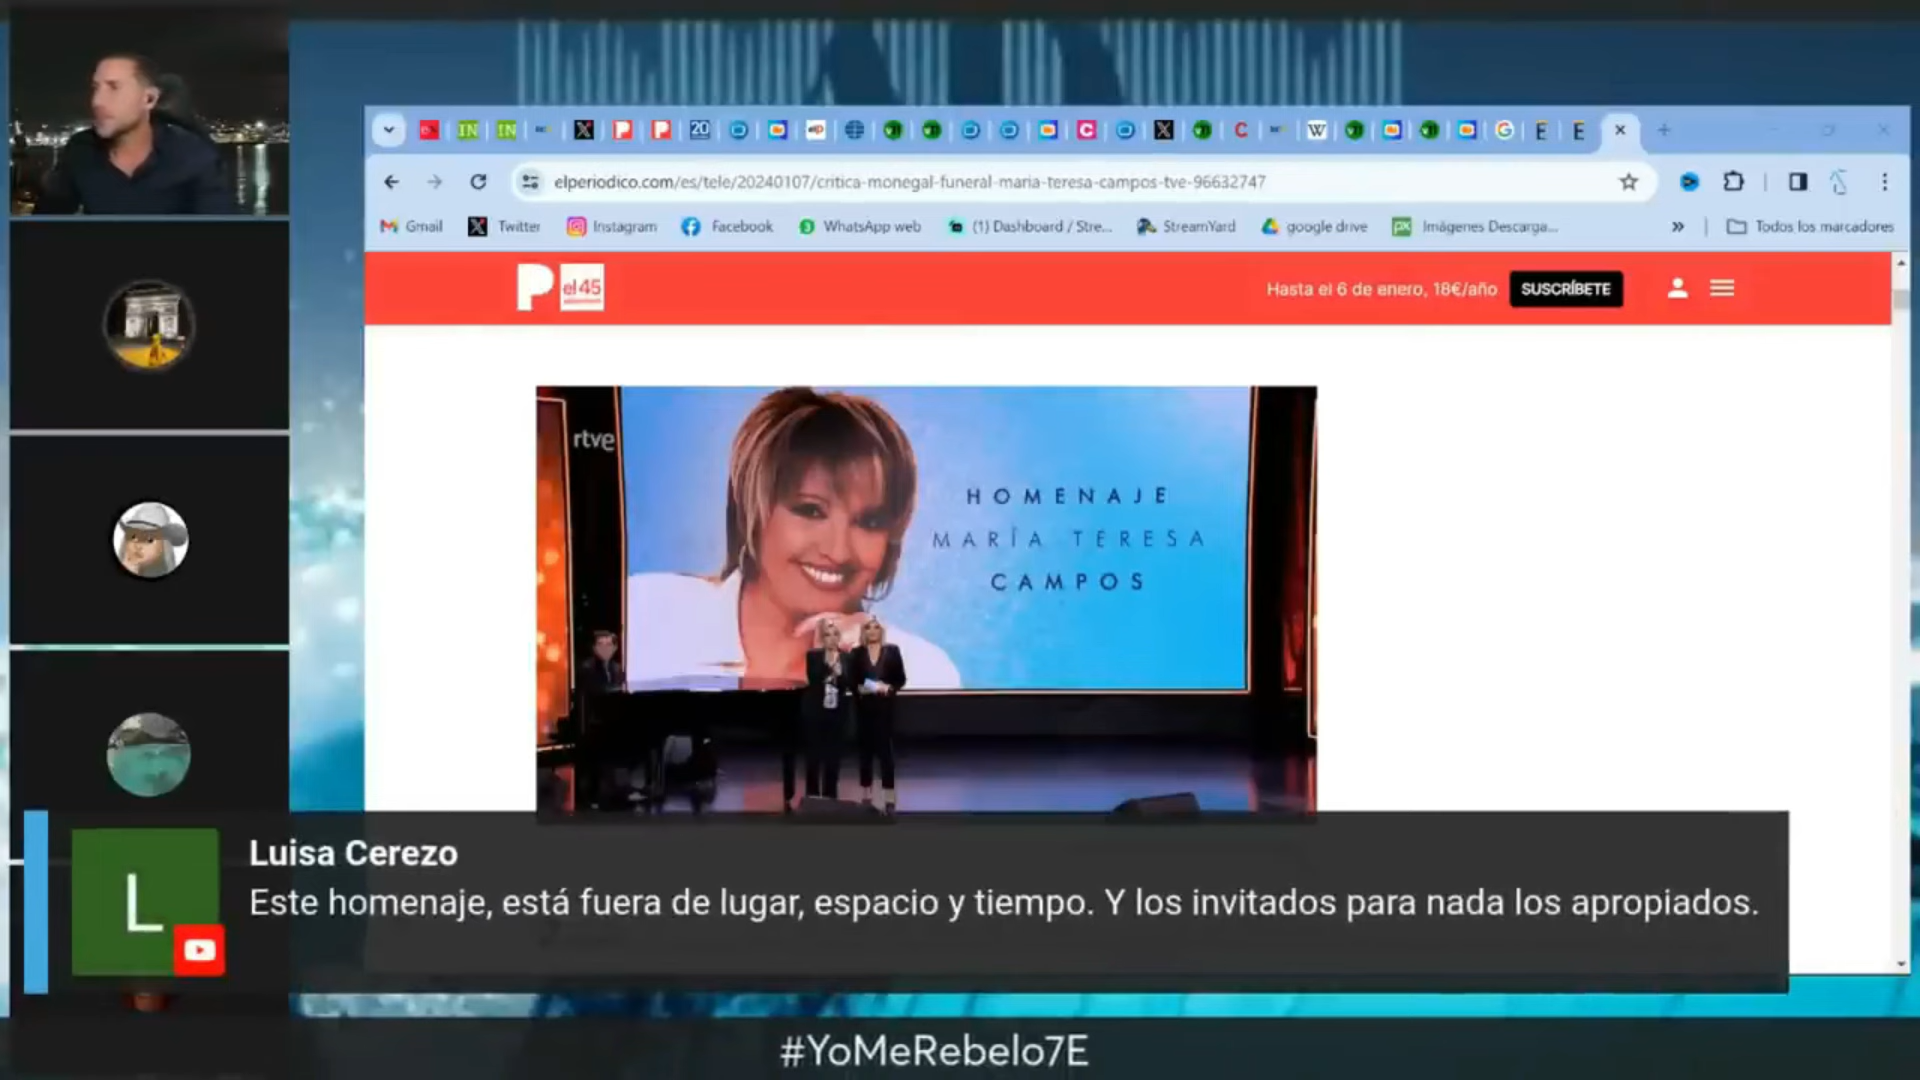 elperiodico.com/es/tele/20240107/critica-monegal-funeral-maria-teresa-campos-tve-96632747
Gmail Twitter Instagram Facebook WhatsApp web (1) Dashboard / Stre... StreamYard google drive Imágenes Descarga... » Todos los marcadores
P el 45 Hasta el 6 de enero, 18€/año SUSCRÍBETE
rtve
HOMENAJE
MARÍA TERESA
CAMPOS
L
Luisa Cerezo
Este homenaje, está fuera de lugar, espacio y tiempo. Y los invitados para nada los apropiados.
#YoMeRebelo7E